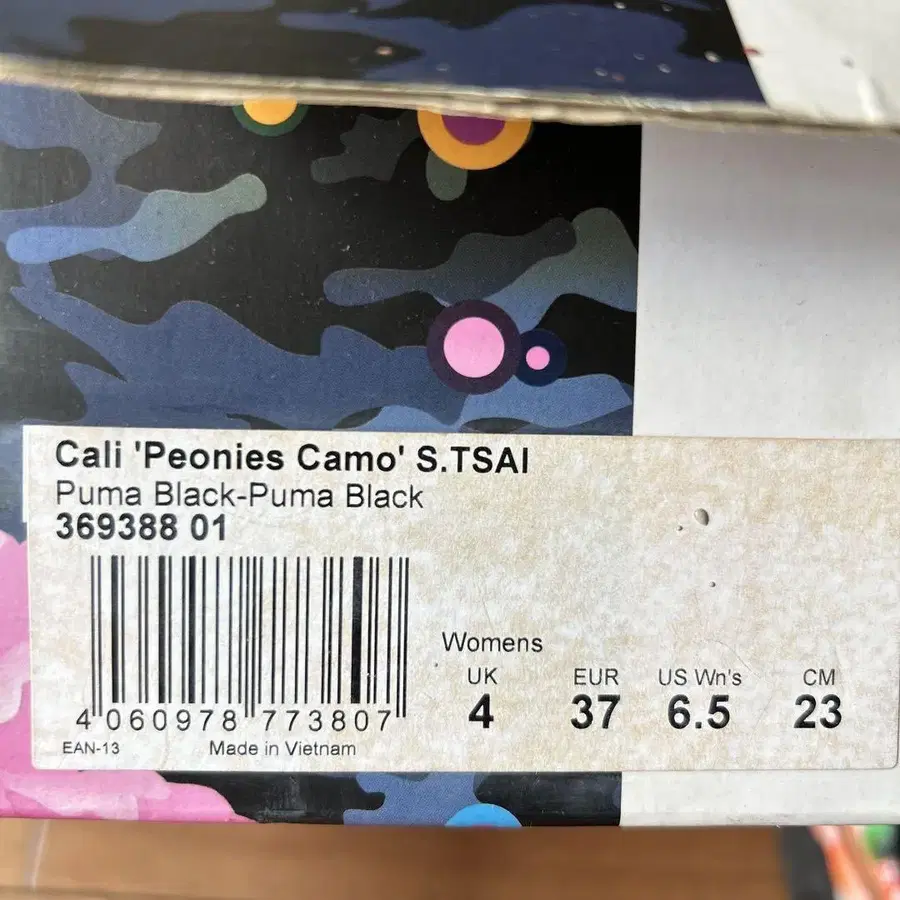 Cali 'Peonies Camo' S.TSAI
Puma Black-Puma Black
369388 01
4 060978 773807
EAN-13 Made in Vietnam
Womens
UK EUR US Wn's CM
4 37 6.5 23